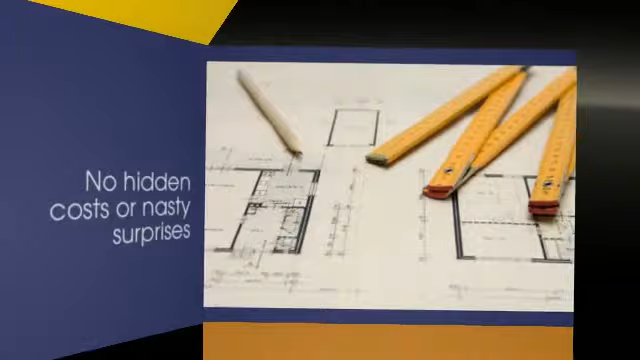 No hidden
costs or nasty
surprises